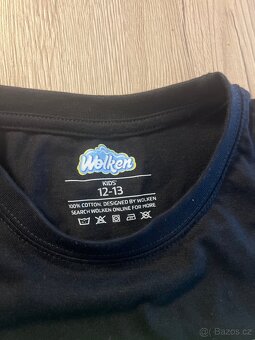 Wolken
KIDS'
12-13
100% COTTON. DESIGNED BY WOLKEN
SEARCH WOLKEN ONLINE FOR MORE
Bazos.cz